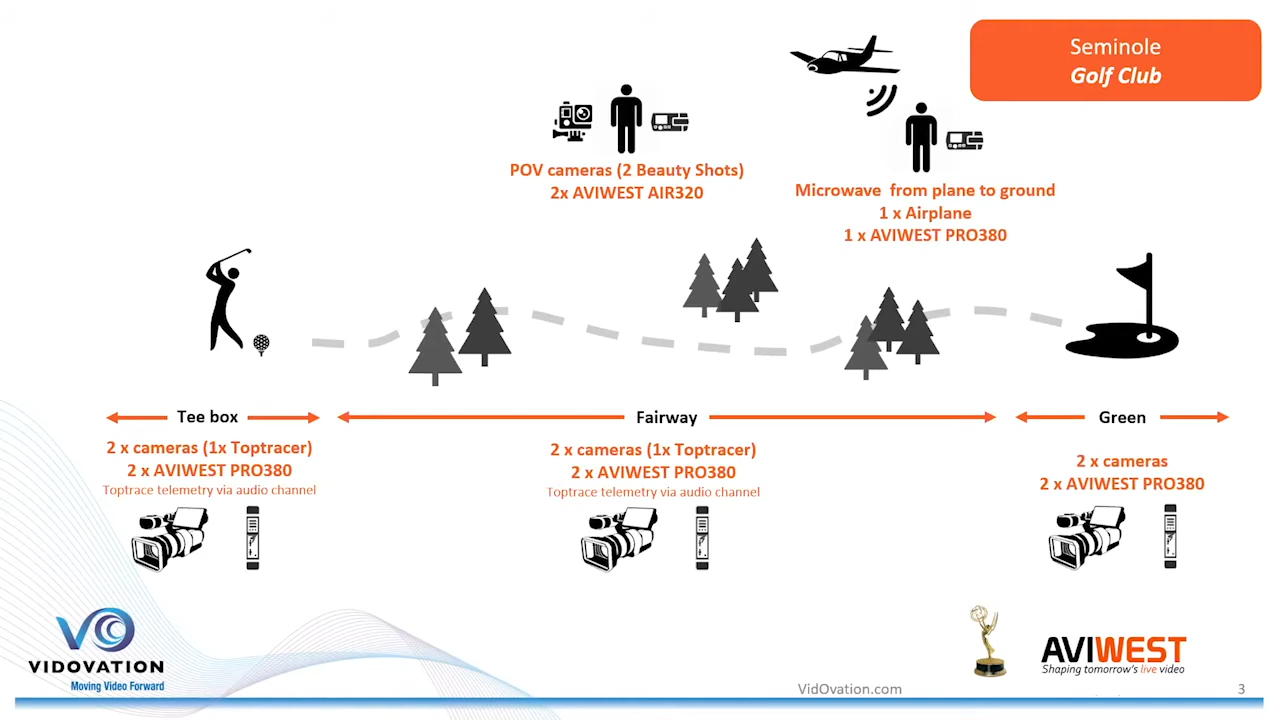 Seminole
Golf Club
POV cameras (2 Beauty Shots)
2x AVIWEST AIR320
Microwave from plane to ground
1 x Airplane
1 x AVIWEST PRO380
Tee box
Fairway
Green
2 x cameras (1x Toptracer)
2 x AVIWEST PRO380
Toptrace telemetry via audio channel
2 x cameras (1x Toptracer)
2 x AVIWEST PRO380
Toptrace telemetry via audio channel
2 x cameras
2 x AVIWEST PRO380
VIDOVATION
Moving Video Forward
AVIWEST
Shaping tomorrow's live video
VidOvation.com
3